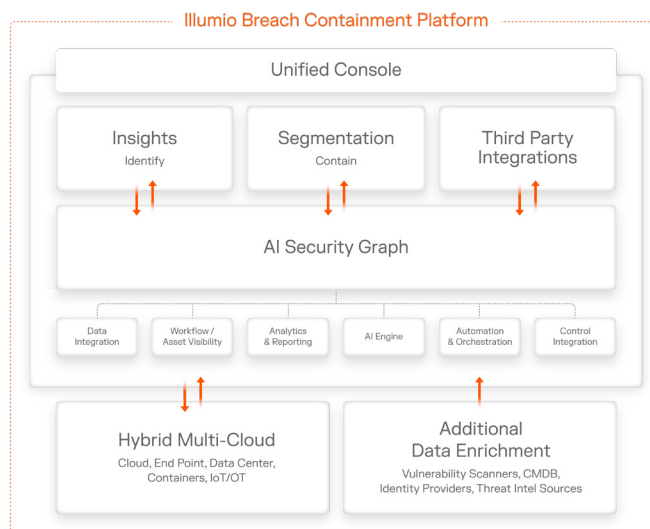 Illumio Breach Containment Platform
Unified Console
Insights
Identify
Segmentation
Contain
Third Party
Integrations
AI Security Graph
Data
Integration
Workflow /
Asset Visibility
Analytics
& Reporting
AI Engine
Automation
& Orchestration
Control
Integration
Hybrid Multi-Cloud
Cloud, End Point, Data Center,
Containers, IoT/OT
Additional
Data Enrichment
Vulnerability Scanners, CMDB,
Identity Providers, Threat Intel Sources